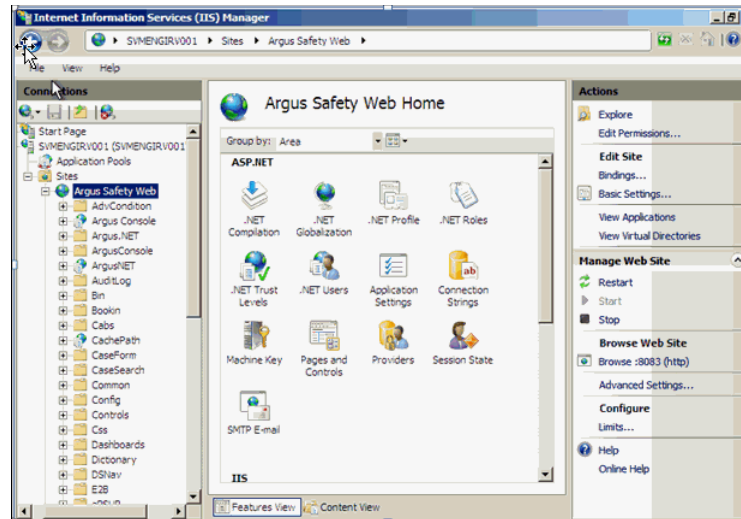 Internet Information Services (IIS) Manager
SVMENGIRV001 Sites Argus Safety Web
File View Help
Connections
Start Page
SVMENGIRV001 (SVMENGIRV001
Application Pools
Sites
Argus Safety Web
AdvCondition
Argus Console
Argus.NET
ArgusConsole
ArgusNET
AuditLog
Bin
Bookin
Cabs
CachePath
CaseForm
CaseSearch
Common
Config
Controls
Css
Dashboards
Dictionary
DSNav
E2B
Argus Safety Web Home
Group by: Area
ASP.NET
.NET Compilation
.NET Globalization
.NET Profile
.NET Roles
.NET Trust Levels
.NET Users
Application Settings
Connection Strings
Machine Key
Pages and Controls
Providers
Session State
SMTP E-mail
IIS
Features View Content View
Actions
Explore
Edit Permissions...
Edit Site
Bindings...
Basic Settings...
View Applications
View Virtual Directories
Manage Web Site
Restart
Start
Stop
Browse Web Site
Browse :8083 (http)
Advanced Settings...
Configure
Limits...
Help
Online Help